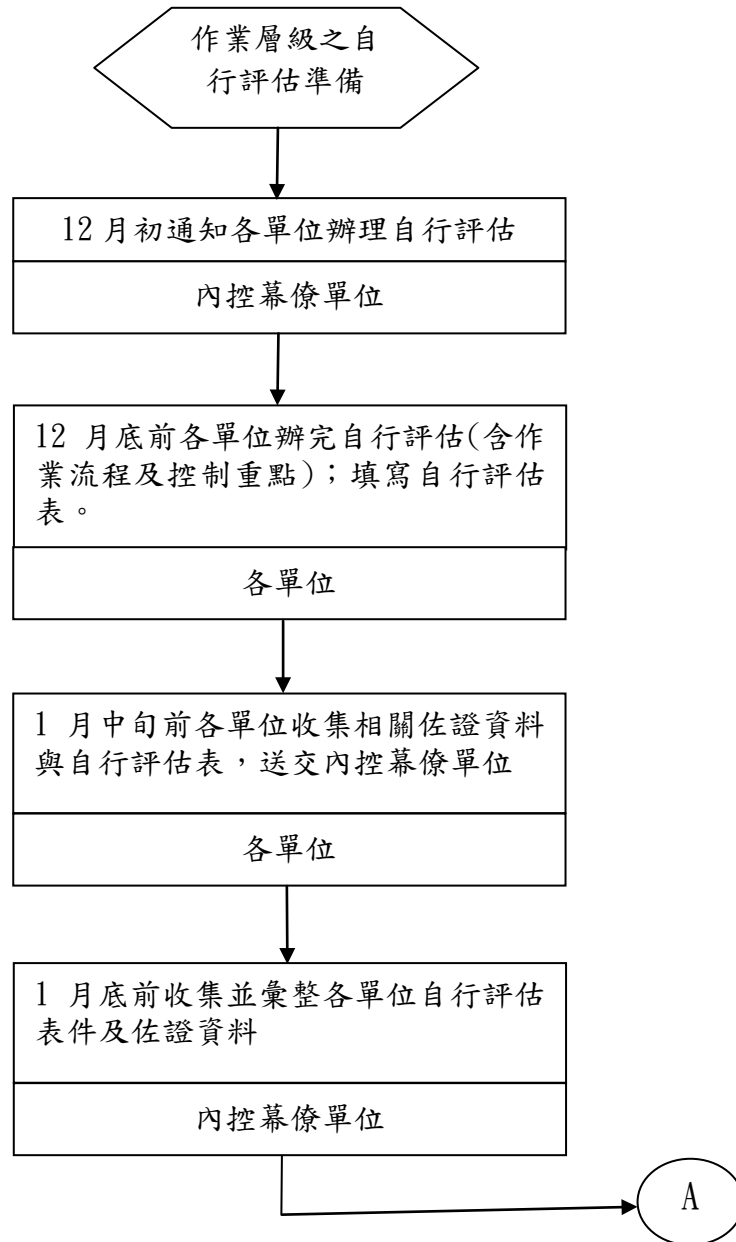 作業層級之自
行評估準備
12月初通知各單位辦理自行評估
內控幕僚單位
12 月底前各單位辦完自行評估(含作
業流程及控制重點)；填寫自行評估
表。
各單位
1 月中旬前各單位收集相關佐證資料
與自行評估表，送交內控幕僚單位
各單位
1 月底前收集並彙整各單位自行評估
表件及佐證資料
內控幕僚單位
A